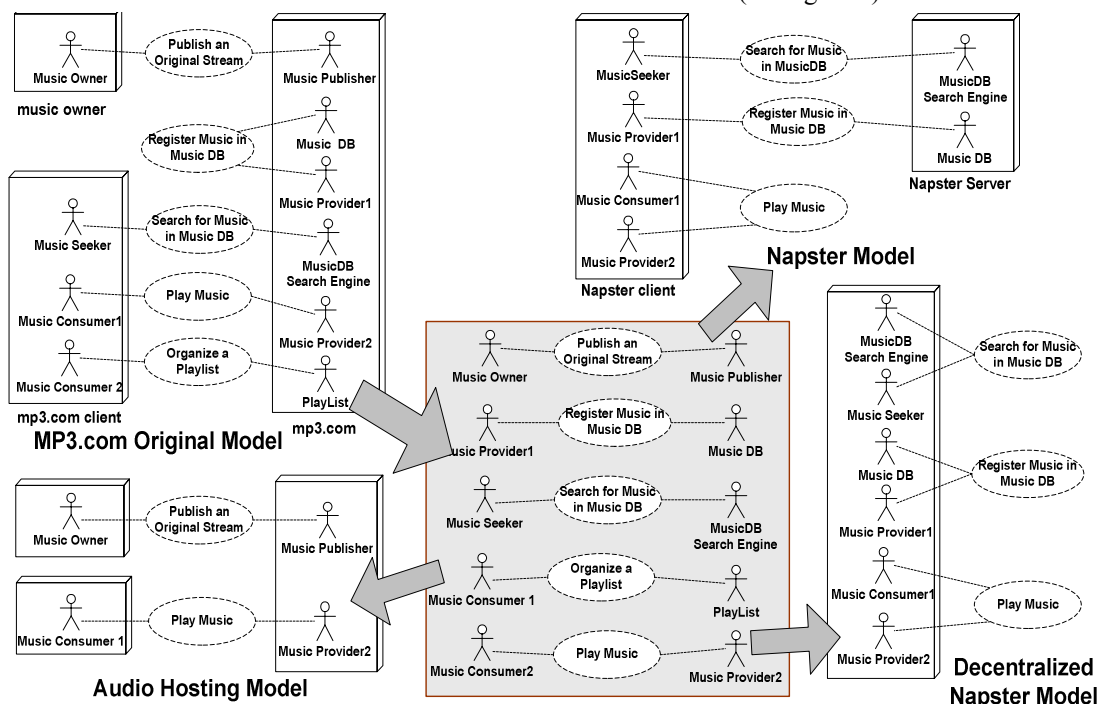 Music Owner
music owner
Publish an
Original Stream
Music Publisher
Music DB
Register Music in
Music DB
Music Provider1
Music Seeker
Search for Music
in Music DB
MusicDB
Search Engine
Music Consumer1
Play Music
Music Provider2
Music Consumer 2
Organize a
Playlist
PlayList
mp3.com client
mp3.com
MP3.com Original Model
MusicSeeker
Search for Music
in MusicDB
MusicDB
Search Engine
Music Provider1
Register Music in
Music DB
Music DB
Napster Server
Music Consumer1
Play Music
Music Provider2
Napster client
Napster Model
Music Owner
Publish an
Original Stream
Music Publisher
Music Provider1
Register Music in
Music DB
Music DB
Music Seeker
Search for Music
in Music DB
MusicDB
Search Engine
Music Consumer 1
Organize a
Playlist
PlayList
Music Consumer2
Play Music
Music Provider2
Music Owner
Publish an
Original Stream
Music Publisher
Music Consumer 1
Play Music
Music Provider2
Audio Hosting Model
MusicDB
Search Engine
Search for Music
in Music DB
Music Seeker
Music DB
Register Music in
Music DB
Music Provider1
Music Consumer1
Play Music
Music Provider2
Decentralized
Napster Model